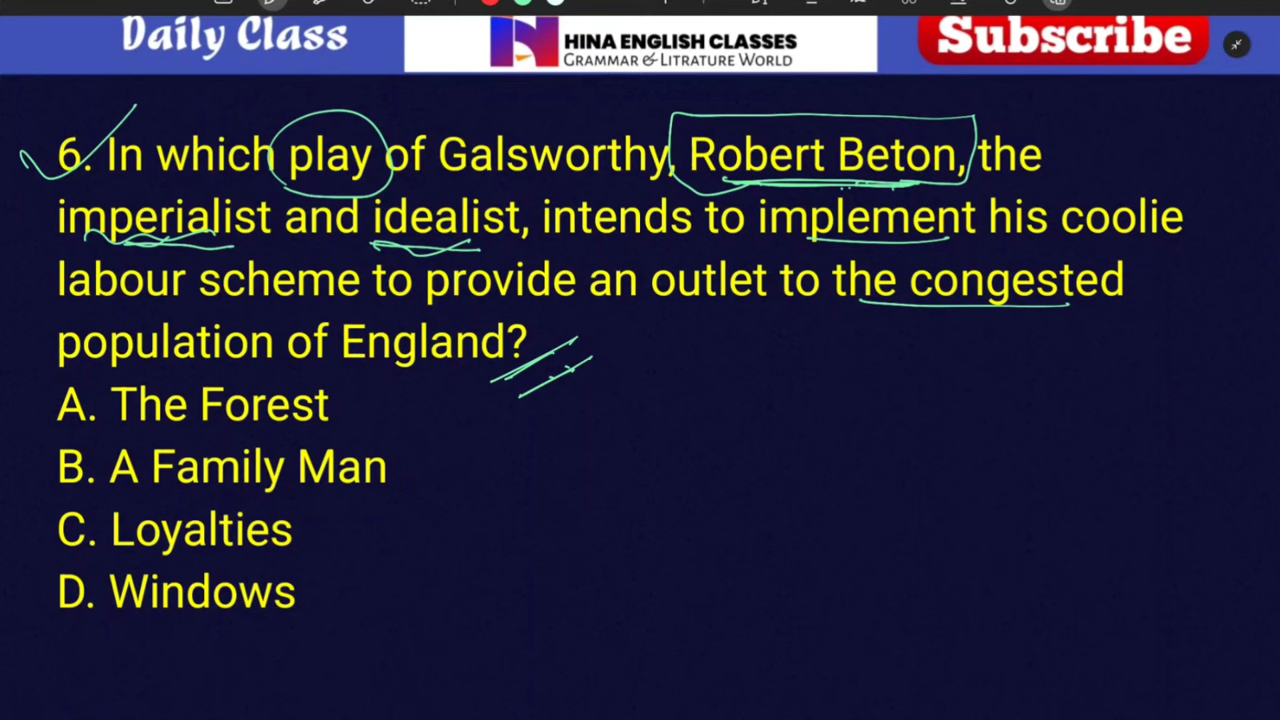 Daily Class
HINA ENGLISH CLASSES
GRAMMAR & LITRATURE WORLD
Subscribe
6. In which play of Galsworthy, Robert Beton, the
imperialist and idealist, intends to implement his coolie
labour scheme to provide an outlet to the congested
population of England?
A. The Forest
B. A Family Man
C. Loyalties
D. Windows